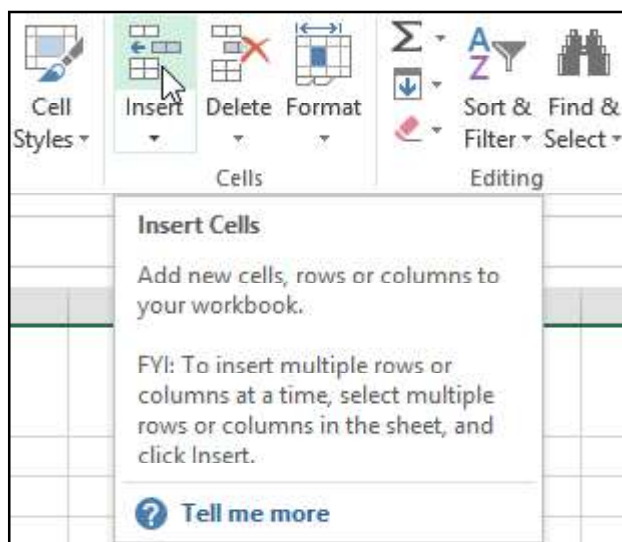 Cell
Styles
Insert
Delete
Format
Sort &
Filter
Find &
Select
Cells
Editing
Insert Cells
Add new cells, rows or columns to
your workbook.
FYI: To insert multiple rows or
columns at a time, select multiple
rows or columns in the sheet, and
click Insert.
Tell me more